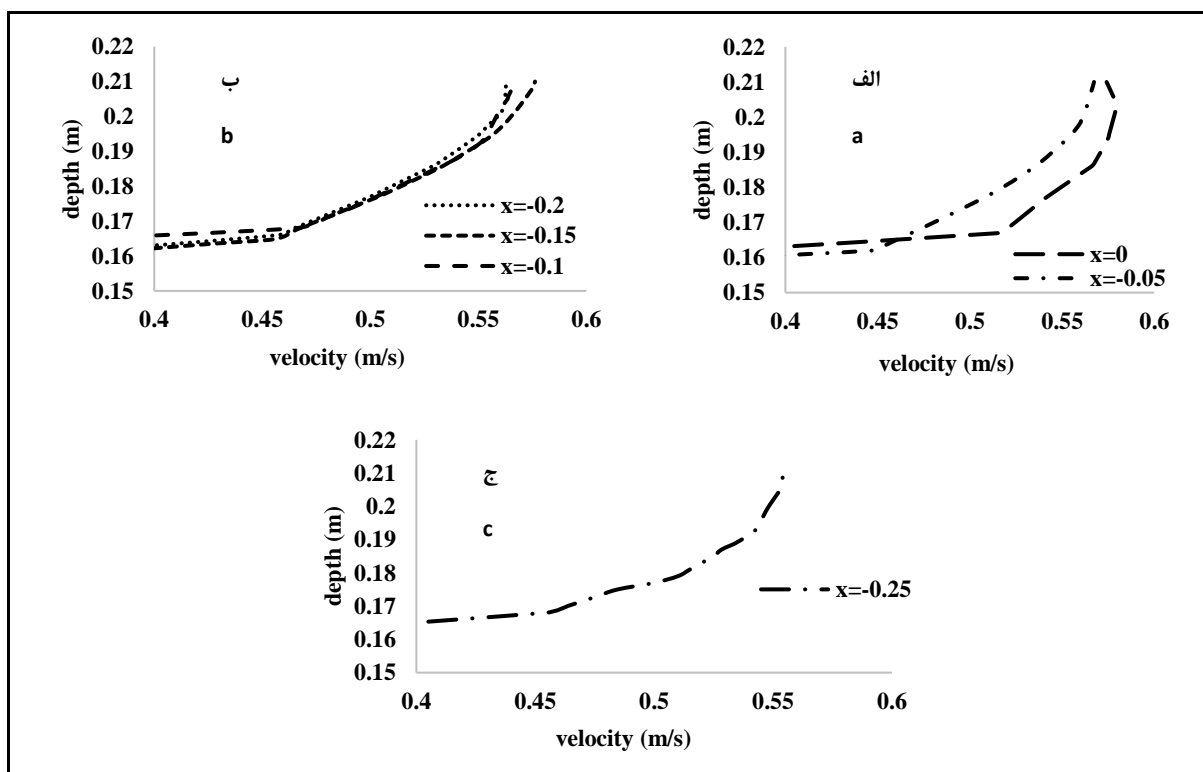 ب
b
0.22
0.21
0.2
0.19
0.18
0.17
0.16
0.15
depth (m)
0.4 0.45 0.5 0.55 0.6
velocity (m/s)
x=-0.2
x=-0.15
x=-0.1
الف
a
0.22
0.21
0.2
0.19
0.18
0.17
0.16
0.15
depth (m)
0.4 0.45 0.5 0.55 0.6
velocity (m/s)
x=0
x=-0.05
ج
c
0.22
0.21
0.2
0.19
0.18
0.17
0.16
0.15
depth (m)
0.4 0.45 0.5 0.55 0.6
velocity (m/s)
x=-0.25